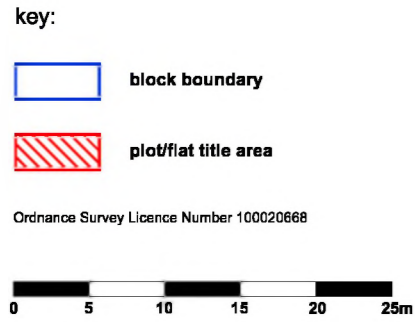 key:
block boundary
plot/flat title area
Ordnance Survey Licence Number 100020668
0 5 10 15 20 25m